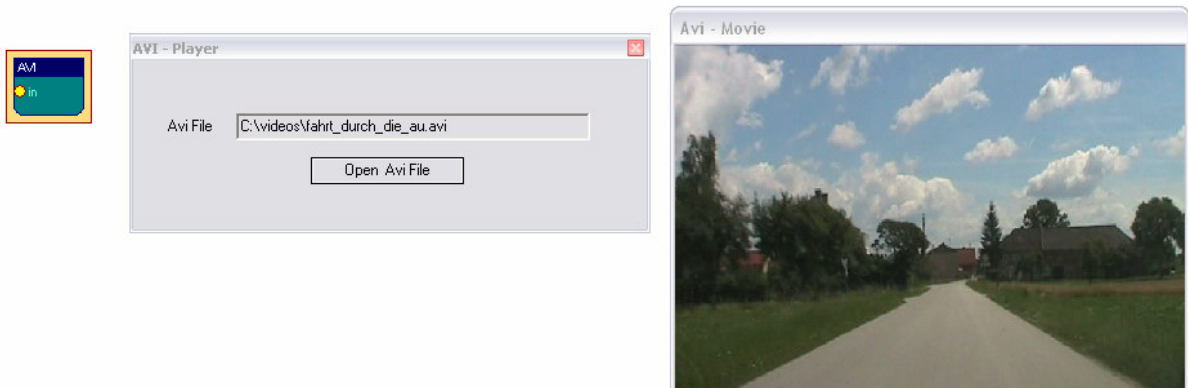 AVI
in
AVI - Player
Avi File
C:\videos\fahrt_durch_die_au.avi
Open Avi File
Avi - Movie